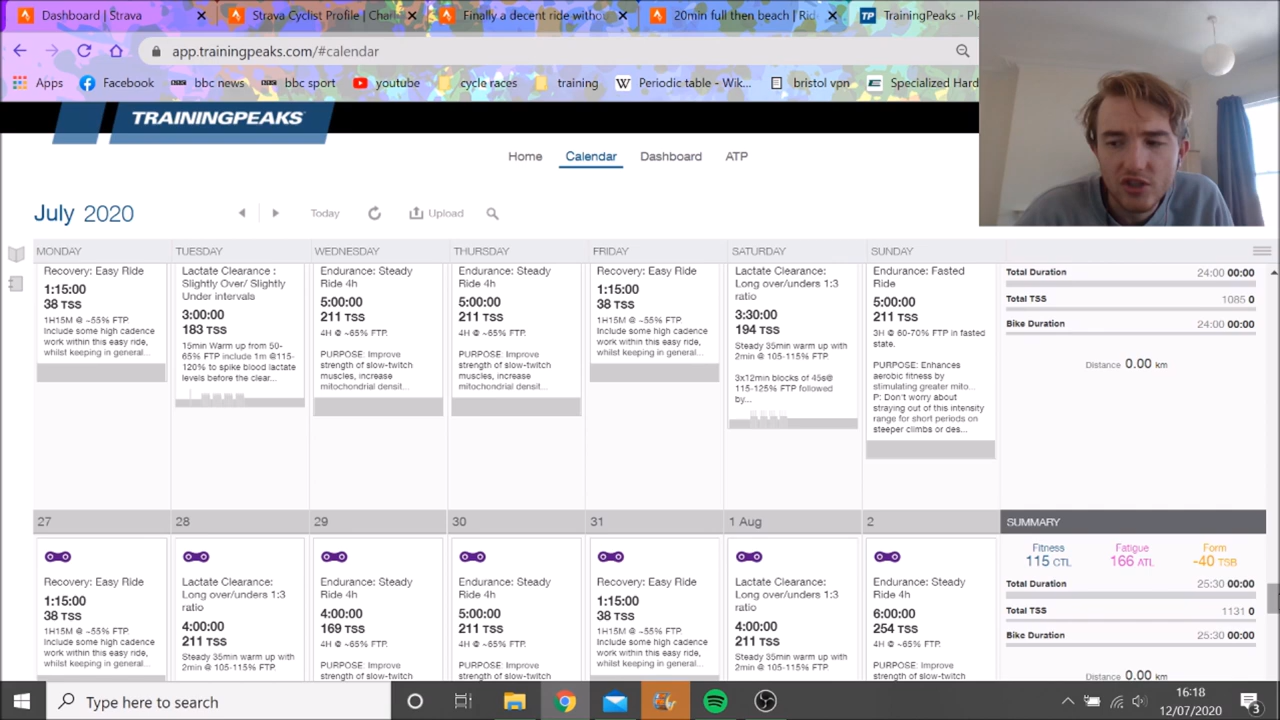 Dashboard | Strava
Strava Cyclist Profile | Cha
Finally a decent ride witho
20min full then beach | Rid
TrainingPeaks - Pla
app.trainingpeaks.com/#calendar
Apps
Facebook
bbc news
bbc sport
youtube
cycle races
training
Periodic table - Wik...
bristol vpn
Specialized Hard
TRAININGPEAKS
Home
Calendar
Dashboard
ATP
July 2020
Today
Upload
MONDAY
TUESDAY
WEDNESDAY
THURSDAY
FRIDAY
SATURDAY
SUNDAY
Recovery: Easy Ride
1:15:00
38 TSS
1H15M @ ~55% FTP.
Include some high cadence
work within this easy ride,
whilst keeping in general...
Lactate Clearance :
Slightly Over/ Slightly
Under intervals
3:00:00
183 TSS
15min Warm up from 50-
65% FTP include 1m @115-
120% to spike blood lactate
levels before the clear...
Endurance: Steady
Ride 4h
5:00:00
211 TSS
4H @ ~65% FTP.
PURPOSE: Improve
strength of slow-twitch
muscles, increase
mitochondrial densit...
Endurance: Steady
Ride 4h
5:00:00
211 TSS
4H @ ~65% FTP.
PURPOSE: Improve
strength of slow-twitch
muscles, increase
mitochondrial densit...
Recovery: Easy Ride
1:15:00
38 TSS
1H15M @ ~55% FTP.
Include some high cadence
work within this easy ride,
whilst keeping in general...
Lactate Clearance:
Long over/unders 1:3
ratio
3:30:00
194 TSS
Steady 35min warm up with
2min @ 105-115% FTP.
3x12min blocks of 45s@
115-125% FTP followed
by...
Endurance: Fasted
Ride
5:00:00
211 TSS
3H @ 60-70% FTP in fasted
state.
PURPOSE: Enhances
aerobic fitness by
stimulating greater mito...
P: Don't worry about
straying out of this intensity
range for short periods on
steeper climbs or des...
Total Duration 24:00 00:00
Total TSS 1085 0
Bike Duration 24:00 00:00
Distance 0.00 km
27
28
29
30
31
1 Aug
2
SUMMARY
Recovery: Easy Ride
1:15:00
38 TSS
1H15M @ ~55% FTP.
Include some high cadence
work within this easy ride,
whilst keeping in general...
Lactate Clearance:
Long over/unders 1:3
ratio
4:00:00
211 TSS
Steady 35min warm up with
2min @ 105-115% FTP.
Endurance: Steady
Ride 4h
4:00:00
169 TSS
4H @ ~65% FTP.
PURPOSE: Improve
strength of slow-twitch
Endurance: Steady
Ride 4h
5:00:00
211 TSS
4H @ ~65% FTP.
PURPOSE: Improve
strength of slow-twitch
Recovery: Easy Ride
1:15:00
38 TSS
1H15M @ ~55% FTP.
Include some high cadence
work within this easy ride,
whilst keeping in general...
Lactate Clearance:
Long over/unders 1:3
ratio
4:00:00
211 TSS
Steady 35min warm up with
2min @ 105-115% FTP.
Endurance: Steady
Ride 4h
6:00:00
254 TSS
4H @ ~65% FTP.
PURPOSE: Improve
strength of slow-twitch
Fitness Fatigue Form
115 CTL 166 ATL -40 TSB
Total Duration 25:30 00:00
Total TSS 1131 0
Bike Duration 25:30 00:00
Distance 0.00 km
Type here to search
16:18
12/07/2020
3